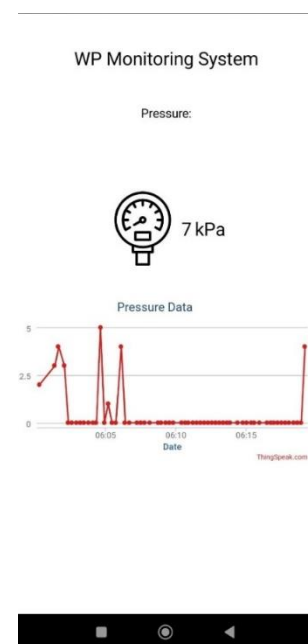 WP Monitoring System
Pressure:
7 kPa
Pressure Data
5
2.5
0
06:05 06:10 06:15
Date
ThingSpeak.com